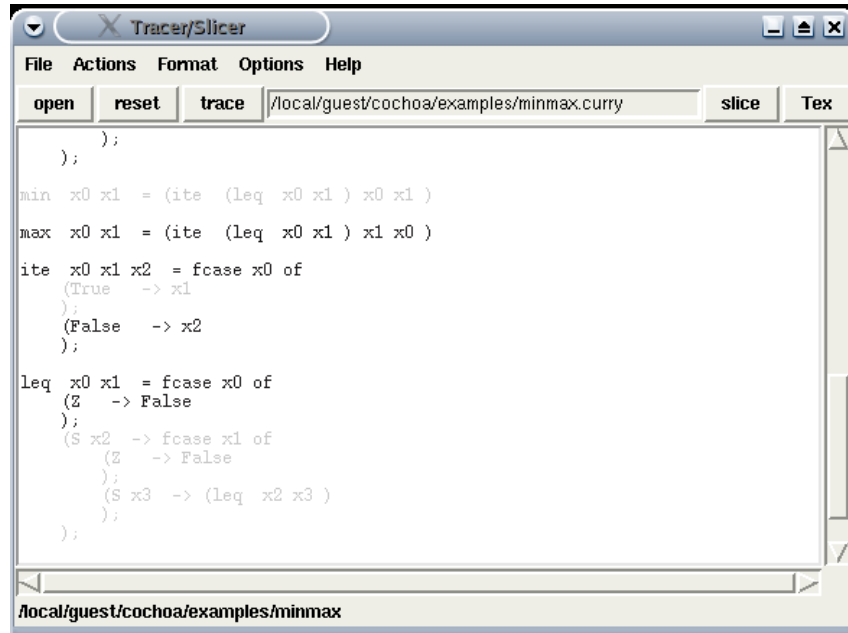 Tracer/Slicer
File Actions Format Options Help
open reset trace /local/guest/cochoa/examples/minmax.curry slice Tex
);
);
min x0 x1 = (ite (leq x0 x1 ) x0 x1 )
max x0 x1 = (ite (leq x0 x1 ) x1 x0 )
ite x0 x1 x2 = fcase x0 of
(True -> x1
);
(False -> x2
);
leq x0 x1 = fcase x0 of
(Z -> False
);
(S x2 -> fcase x1 of
(Z -> False
);
(S x3 -> (leq x2 x3 )
);
);
/local/guest/cochoa/examples/minmax